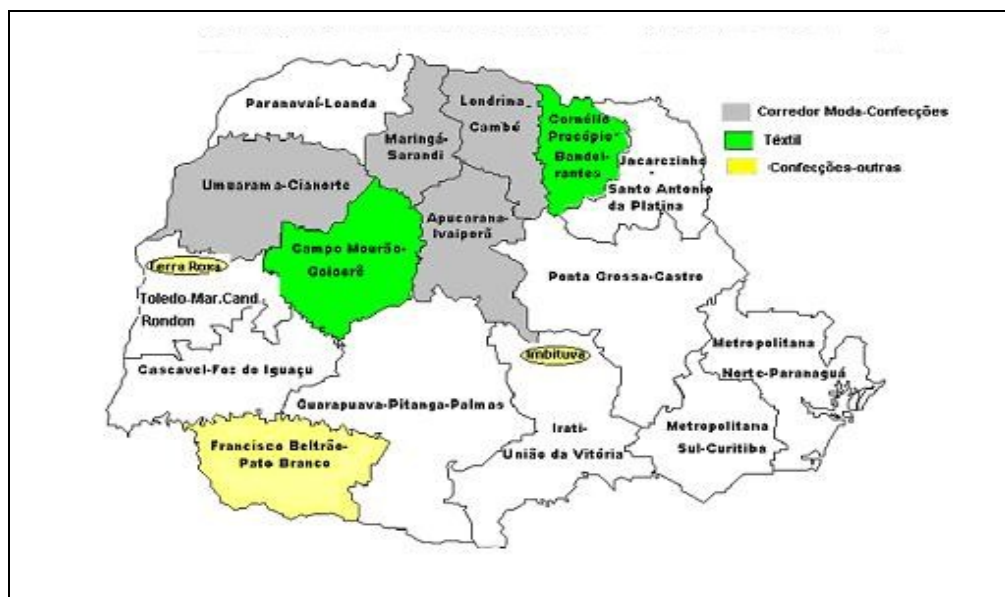 Paranavaí-Loanda
Londrina
Cambé
Cornélio
Procópio-
Bandei-
rantes
Corredor Moda-Confecções
Téxtil
Confecções-outras
Maringá-
Sarandi
Jacarezinho-
Santo Antonio
da Platina
Umuarama-Cianorte
Apucarana-
Ivaiporã
Campo Mourão-
Goioerê
Terra Roxa
Ponta Grossa-Castro
Toledo-Mar.Cand
Rondon
Imbituva
Metropolitana
Norte-Paranaguá
Cascavel-Foz do Iguaçu
Guarapuava-Pitanga-Palmas
Irati-
União da Vitória
Metropolitana
Sul-Curitiba
Francisco Beltrão-
Pato Branco